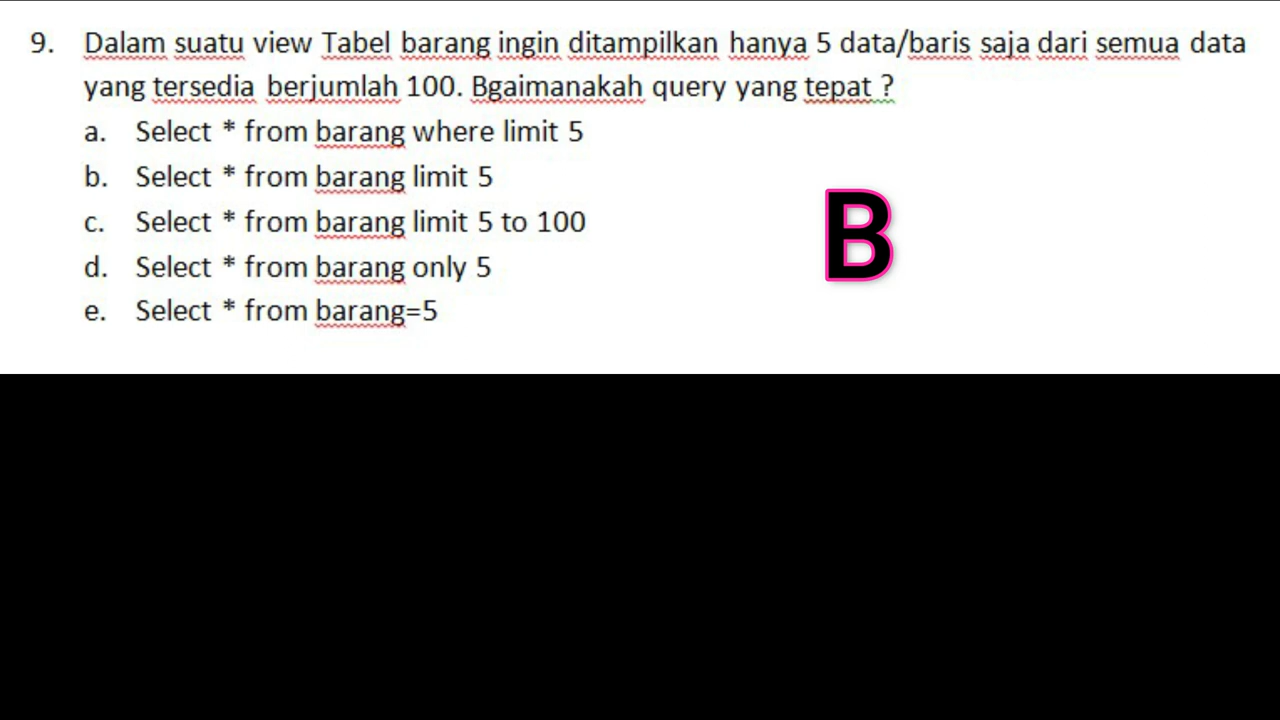 9. Dalam suatu view Tabel barang ingin ditampilkan hanya 5 data/baris saja dari semua data
yang tersedia berjumlah 100. Bgaimanakah query yang tepat ?
a. Select * from barang where limit 5
b. Select * from barang limit 5
c. Select * from barang limit 5 to 100
d. Select * from barang only 5
e. Select * from barang=5
B